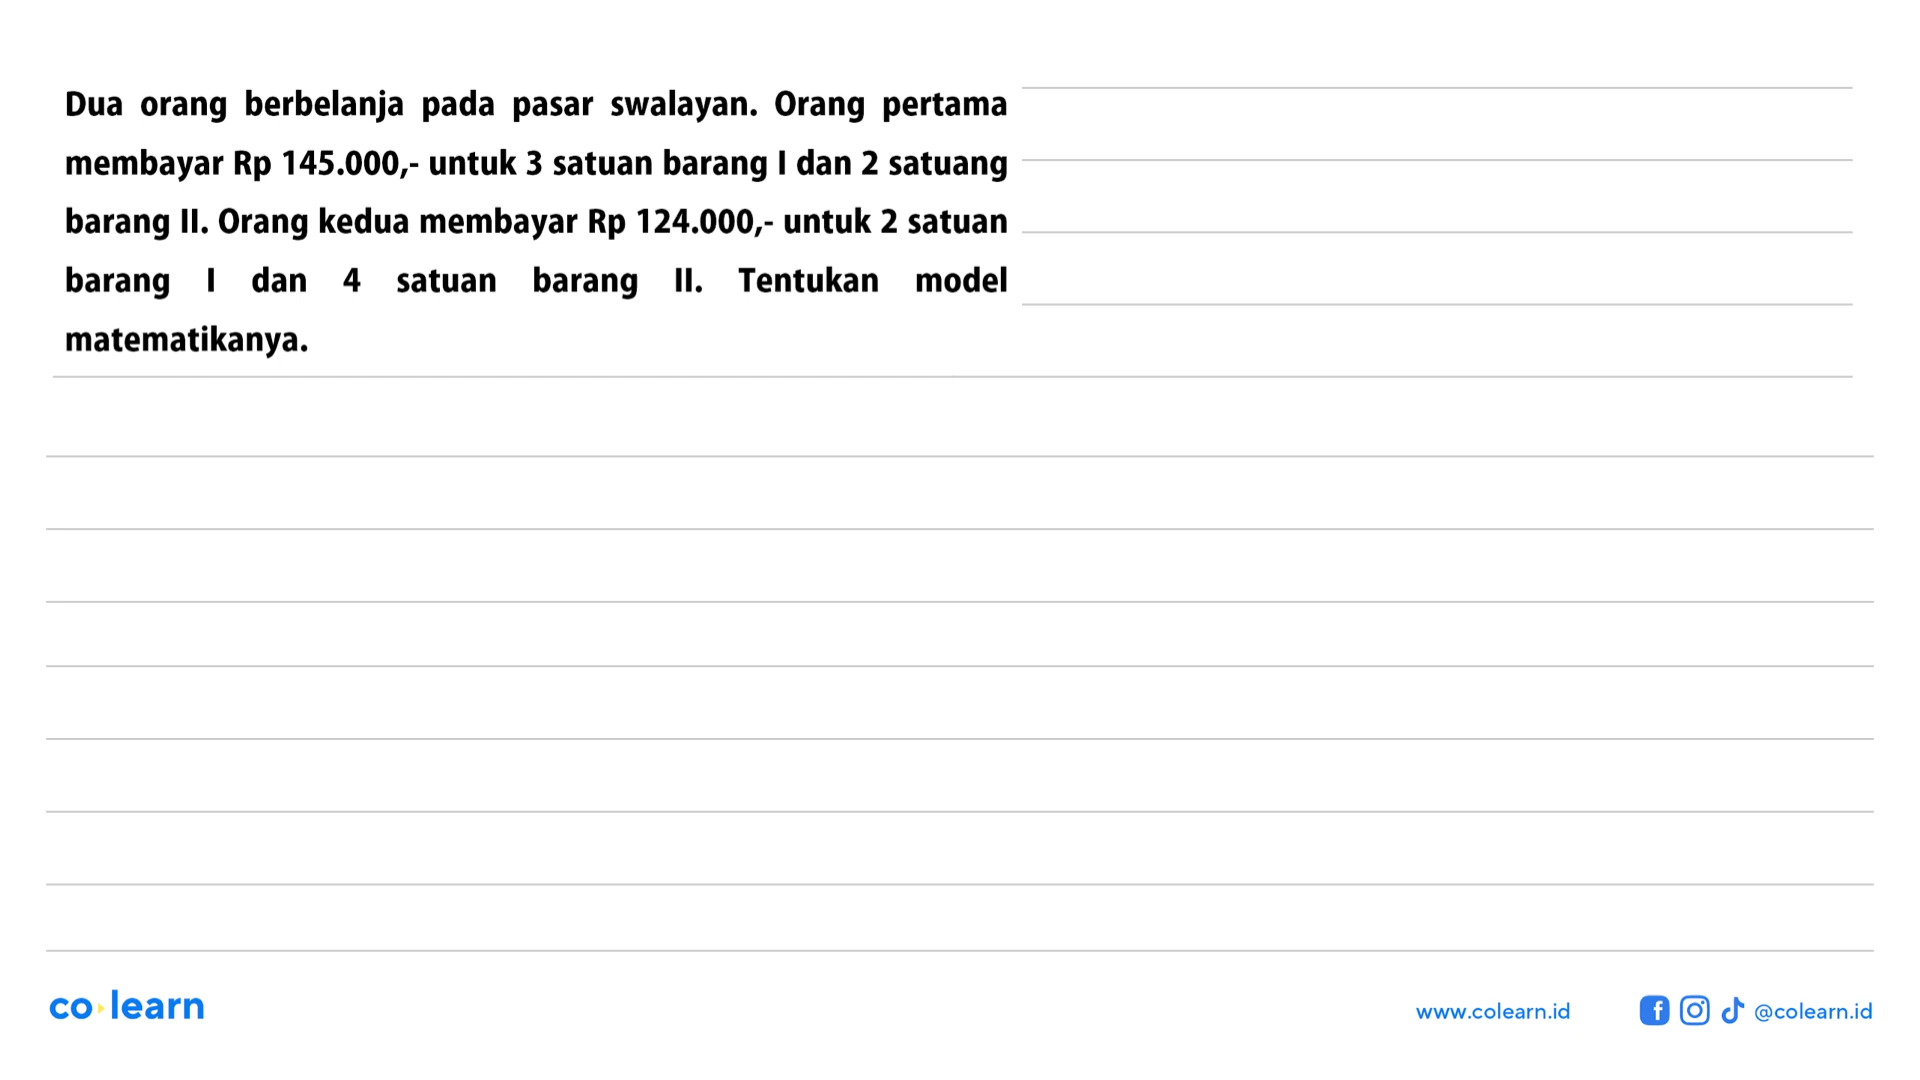 Dua orang berbelanja pada pasar swalayan. Orang pertama
membayar Rp 145.000,- untuk 3 satuan barang I dan 2 satuang
barang II. Orang kedua membayar Rp 124.000,- untuk 2 satuan
barang I dan 4 satuan barang II. Tentukan model
matematikanya.
co learn
www.colearn.id
@colearn.id